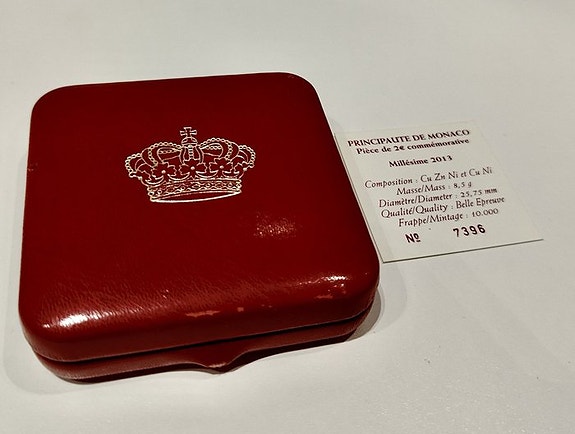 PRINCIPAUTE DE MONACO
Pièce de 2€ commémorative
Millésime 2013
Composition : Cu Zn Ni et Cu Ni
Masse/Mass : 8,5 g
Diamètre/Diameter : 25,75 mm
Qualité/Quality : Belle Epreuve
Frappe/Mintage : 10.000
Nº 7396